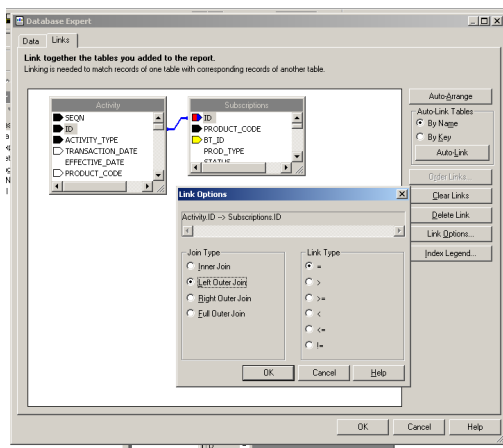 Database Expert
Data
Links
Link together the tables you added to the report.
Linking is needed to match records of one table with corresponding records of another table.
Activity
SEQN
ID
ACTIVITY_TYPE
TRANSACTION_DATE
EFFECTIVE_DATE
PRODUCT_CODE
Subscriptions
ID
PRODUCT_CODE
BT_ID
PROD_TYPE
STATUS
Auto-Arrange
Auto-Link Tables
By Name
By Key
Auto-Link
Order Links...
Clear Links
Delete Link
Link Options...
Index Legend...
Link Options
Activity.ID --> Subscriptions.ID
Join Type
Inner Join
Left Outer Join
Right Outer Join
Full Outer Join
Link Type
=
>
>=
<
<=
!=
OK
Cancel
Help
OK
Cancel
Help